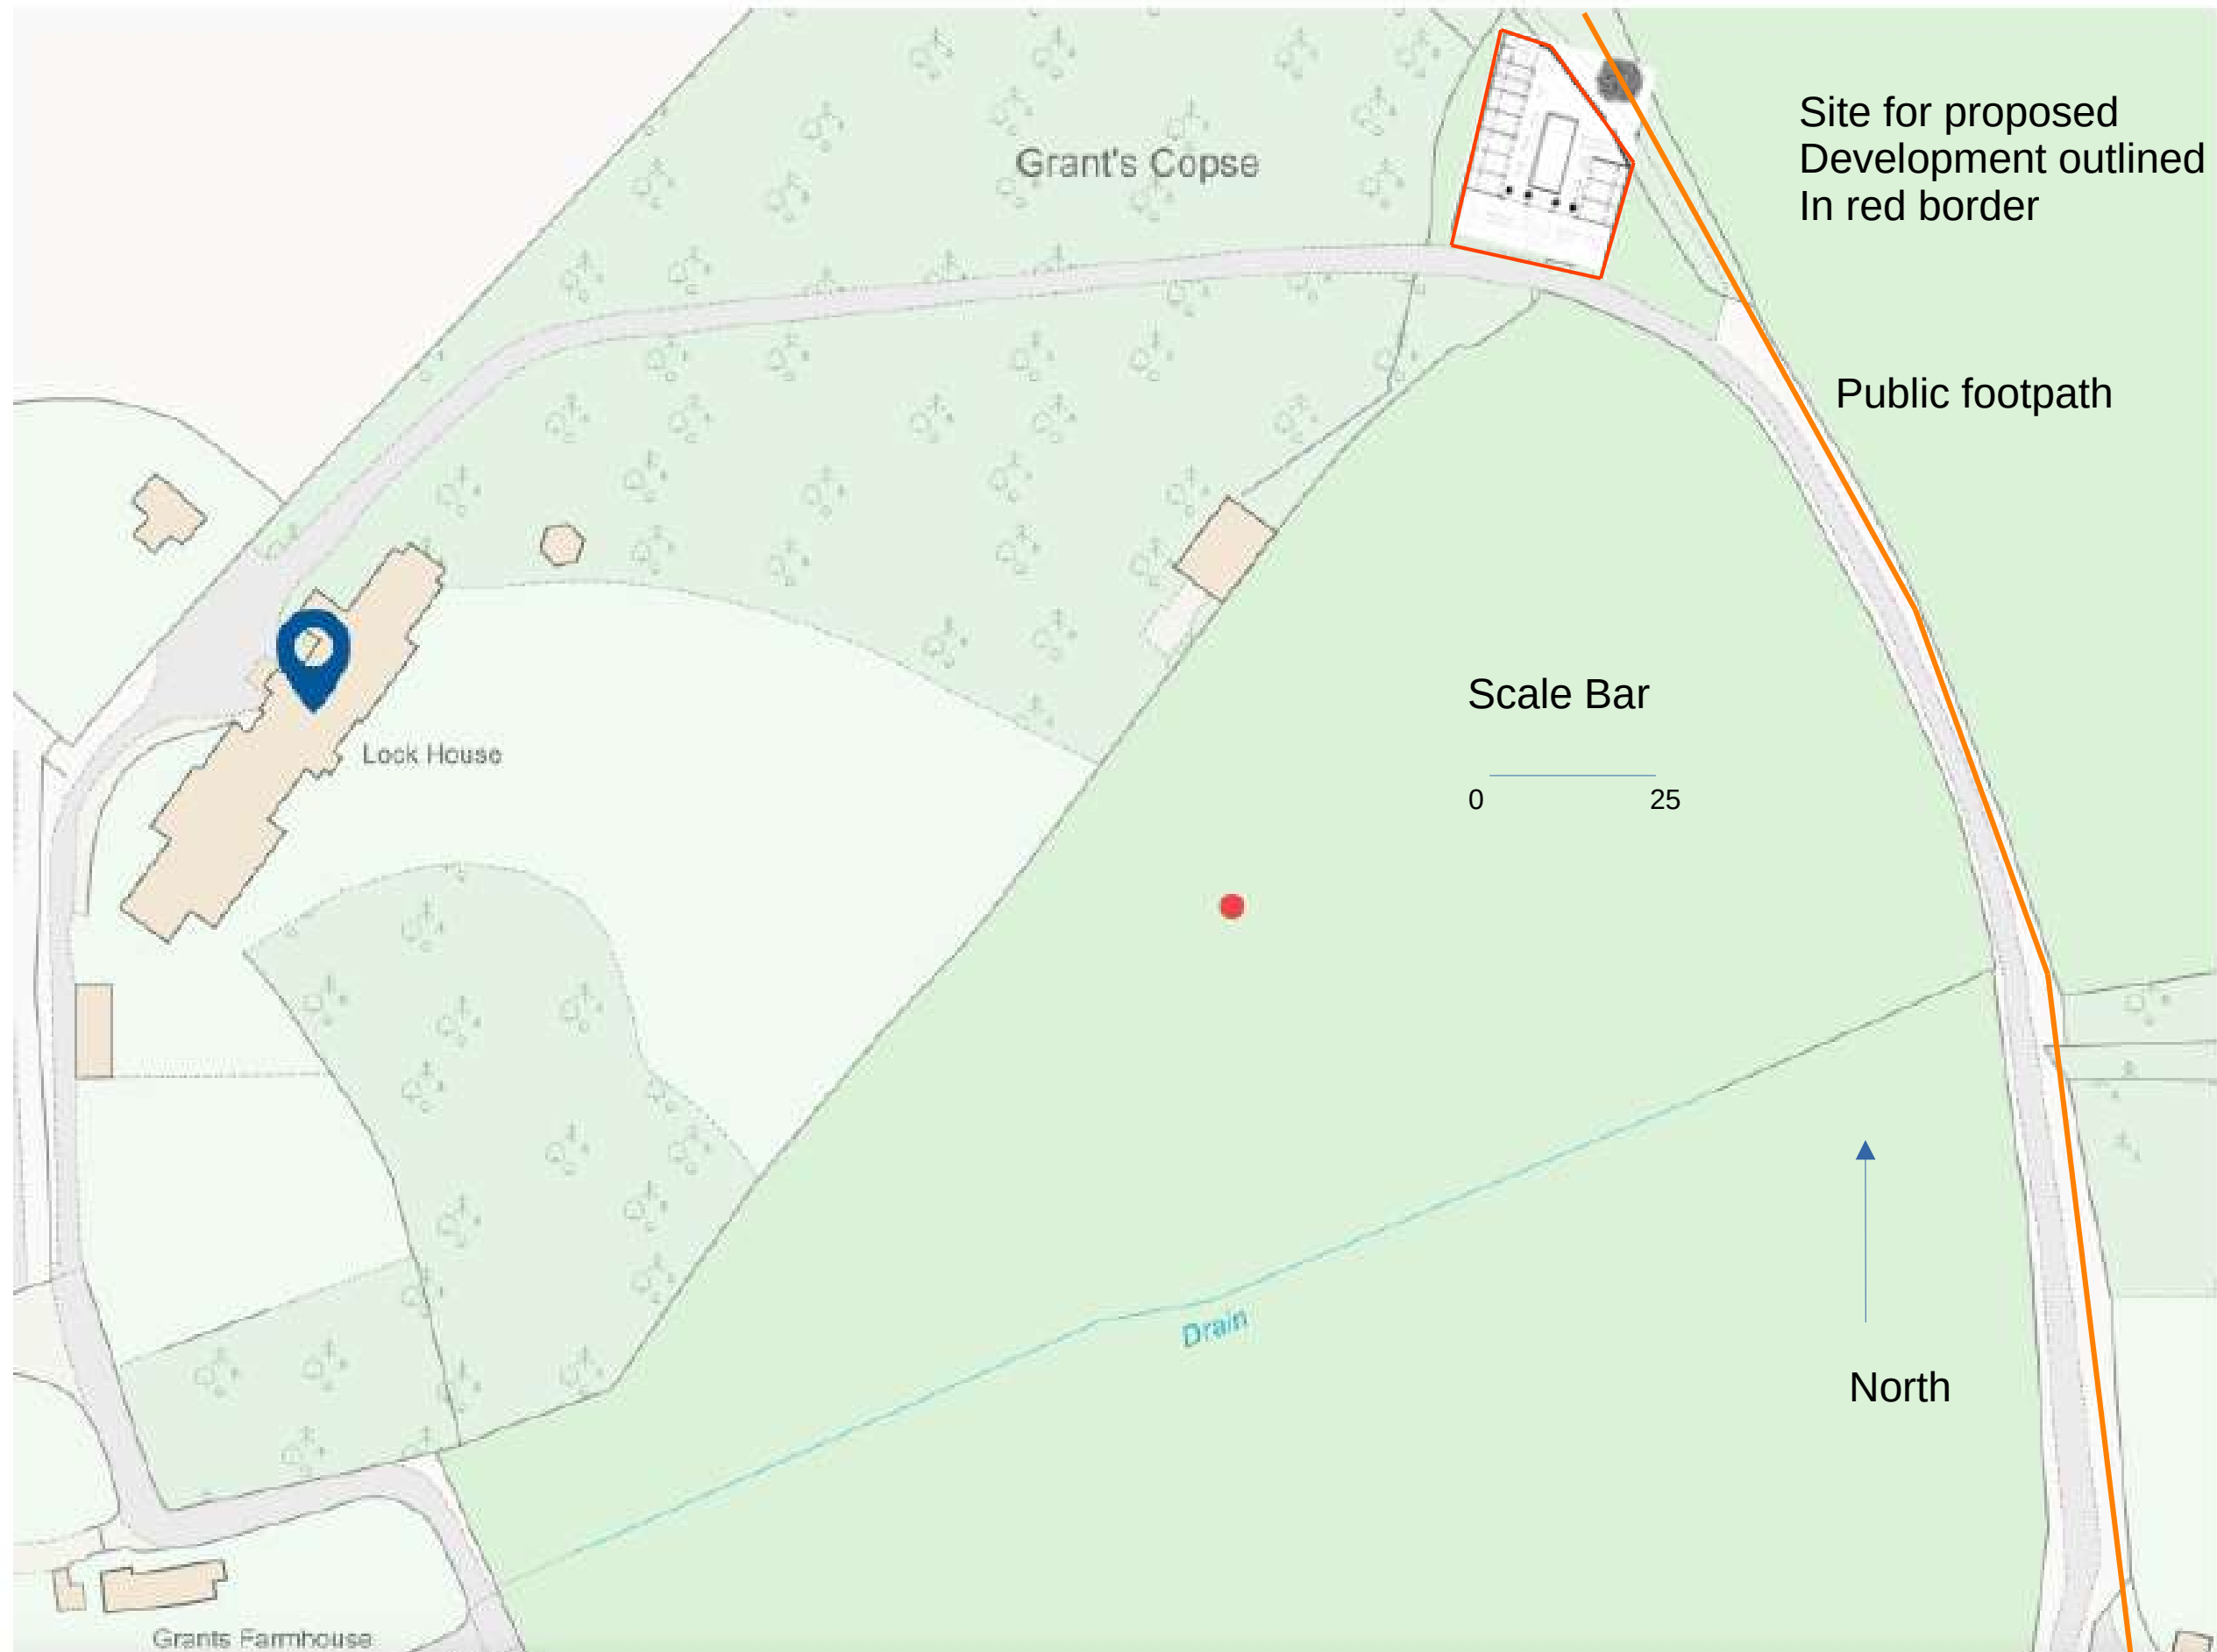 Grant's Copse
Site for proposed
Development outlined
In red border
Public footpath
Scale Bar
0 25
Lock House
Drain
North
Grants Farmhouse